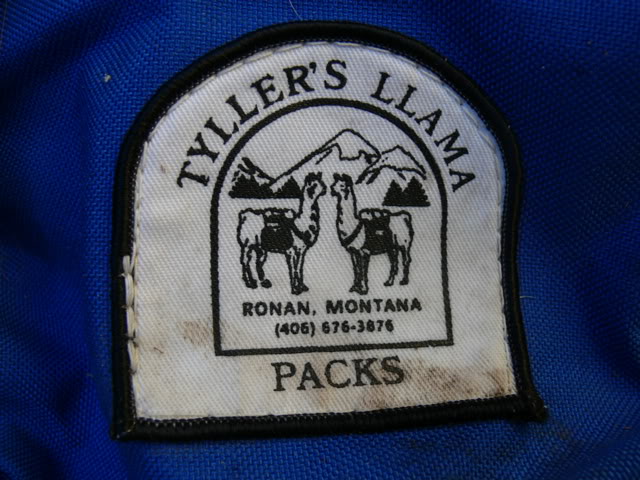 TYLLER'S LLAMA
RONAN, MONTANA
(406) 676-3876
PACKS